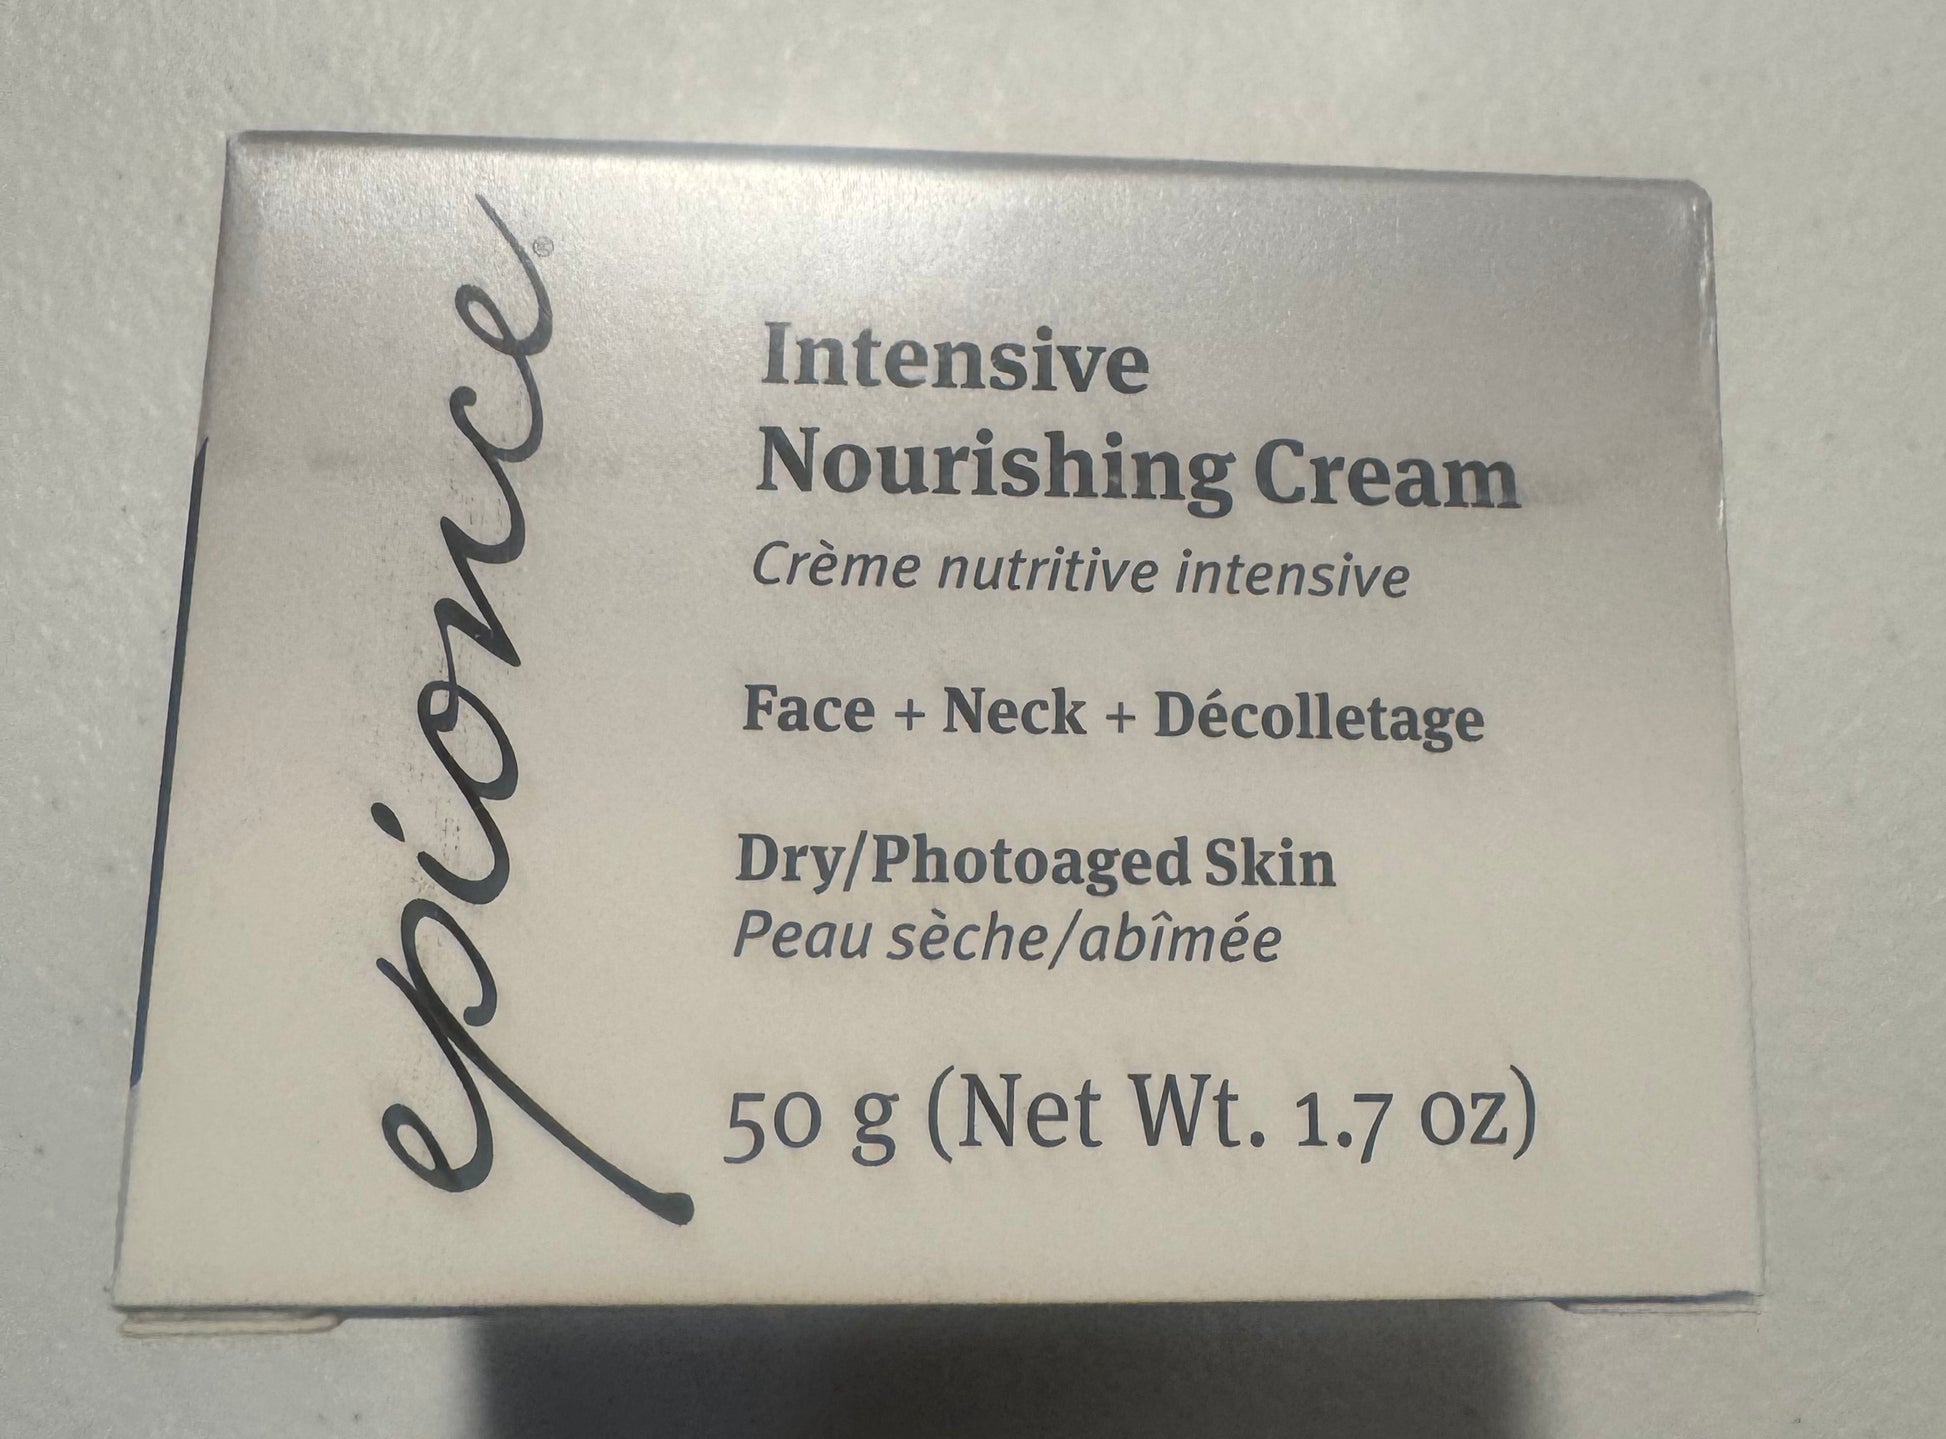 epionce®
Intensive
Nourishing Cream
Crème nutritive intensive
Face + Neck + Décolletage
Dry/Photoaged Skin
Peau sèche/abîmée
50 g (Net Wt. 1.7 oz)